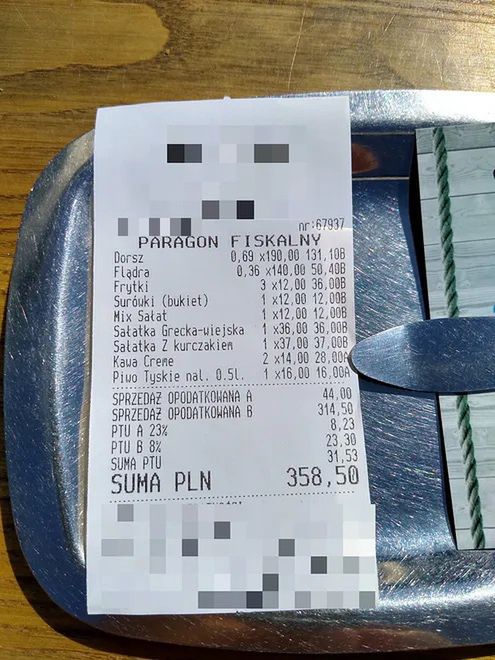 nr:67937
PARAGON FISKALNY
Dorsz 0,69 x190,00 131,10B
Flądra 0,36 x140,00 50,40B
Frytki 3 x12,00 36,00B
Surówki (bukiet) 1 x12,00 12,00B
Mix Sałat 1 x12,00 12,00B
Sałatka Grecka-wiejska 1 x36,00 36,00B
Sałatka Z kurczakiem 1 x37,00 37,00B
Kawa Creme 2 x14,00 28,00A
Piwo Tyskie nal. 0.5l. 1 x16,00 16,00A
SPRZEDAŻ OPODATKOWANA A 44,00
SPRZEDAŻ OPODATKOWANA B 314,50
PTU A 23% 8,23
PTU B 8% 23,30
SUMA PTU 31,53
SUMA PLN 358,50